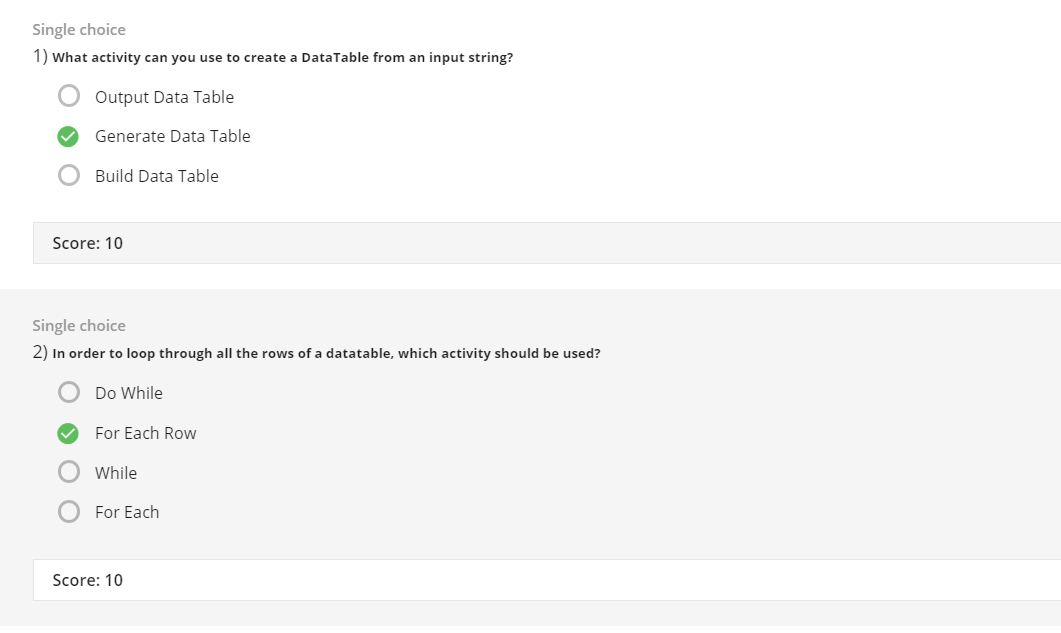 Single choice
1) What activity can you use to create a DataTable from an input string?
Output Data Table
Generate Data Table
Build Data Table
Score: 10
Single choice
2) In order to loop through all the rows of a datatable, which activity should be used?
Do While
For Each Row
While
For Each
Score: 10